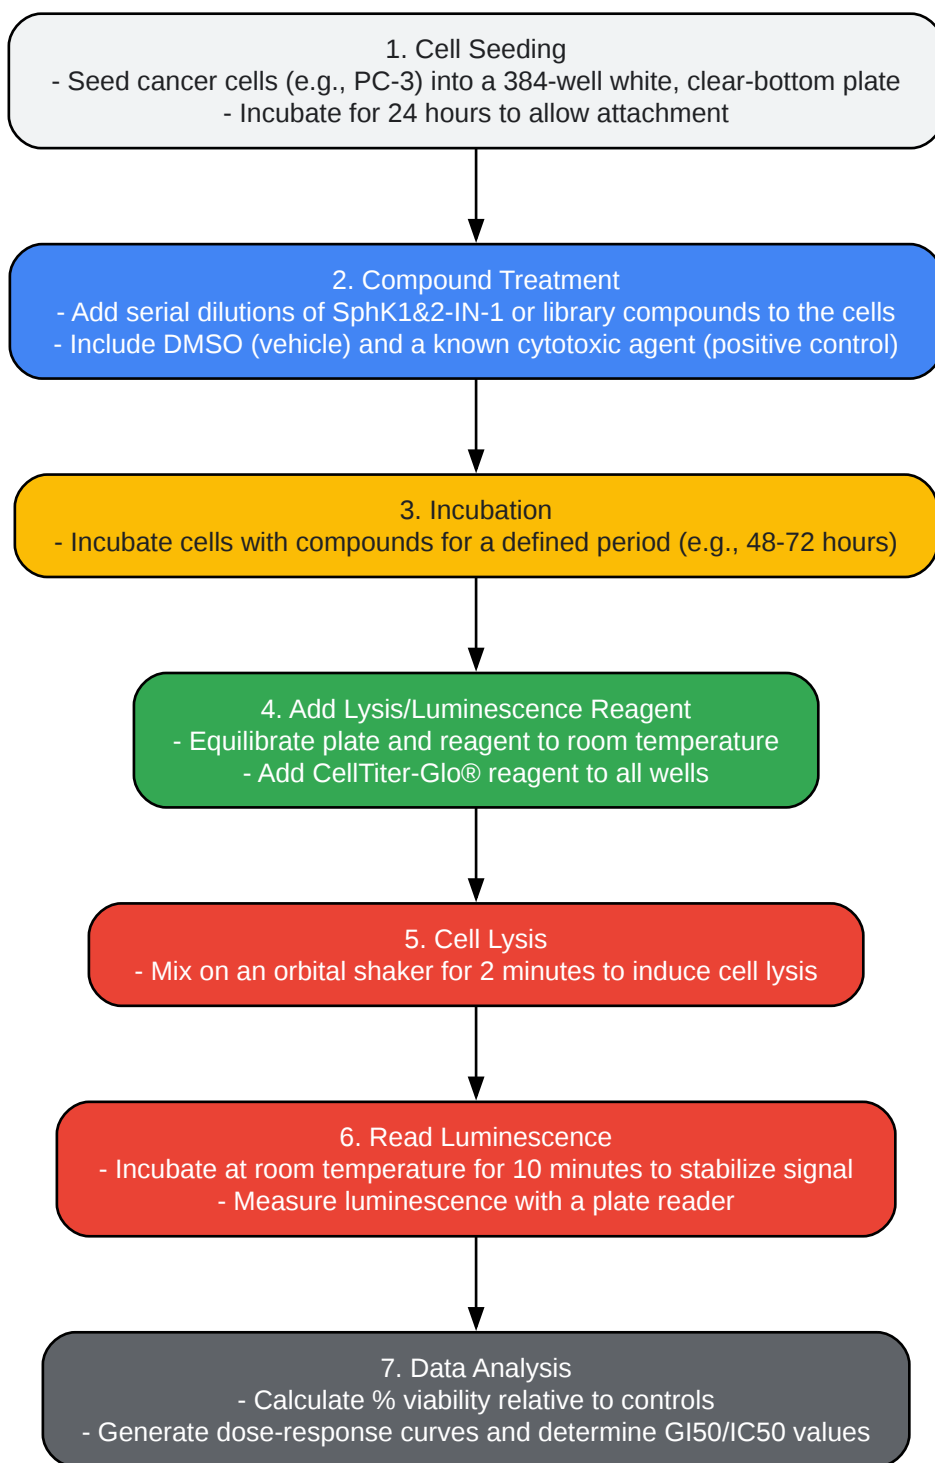 1. Cell Seeding
- Seed cancer cells (e.g., PC-3) into a 384-well white, clear-bottom plate
- Incubate for 24 hours to allow attachment
2. Compound Treatment
- Add serial dilutions of SphK1&2-IN-1 or library compounds to the cells
- Include DMSO (vehicle) and a known cytotoxic agent (positive control)
3. Incubation
- Incubate cells with compounds for a defined period (e.g., 48-72 hours)
4. Add Lysis/Luminescence Reagent
- Equilibrate plate and reagent to room temperature
- Add CellTiter-Glo® reagent to all wells
5. Cell Lysis
- Mix on an orbital shaker for 2 minutes to induce cell lysis
6. Read Luminescence
- Incubate at room temperature for 10 minutes to stabilize signal
- Measure luminescence with a plate reader
7. Data Analysis
- Calculate % viability relative to controls
- Generate dose-response curves and determine GI50/IC50 values